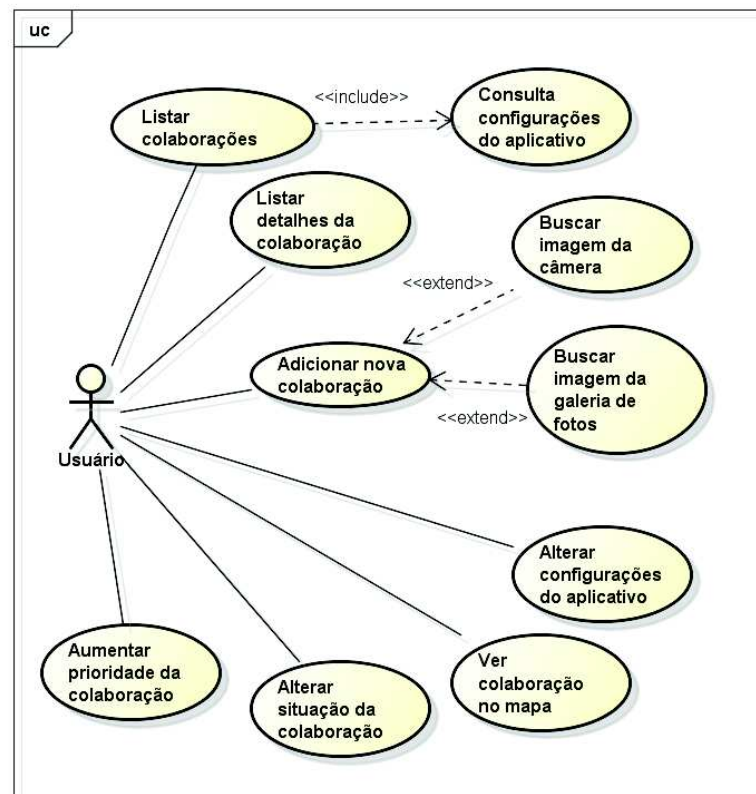 uc
Listar
colaborações
<<include>>
Consulta
configurações
do aplicativo
Listar
detalhes da
colaboração
Buscar
imagem da
câmera
<<extend>>
Adicionar nova
colaboração
Buscar
imagem da
galeria de
fotos
<<extend>>
Usuário
Alterar
configurações
do aplicativo
Aumentar
prioridade da
colaboração
Alterar
situação da
colaboração
Ver
colaboração
no mapa